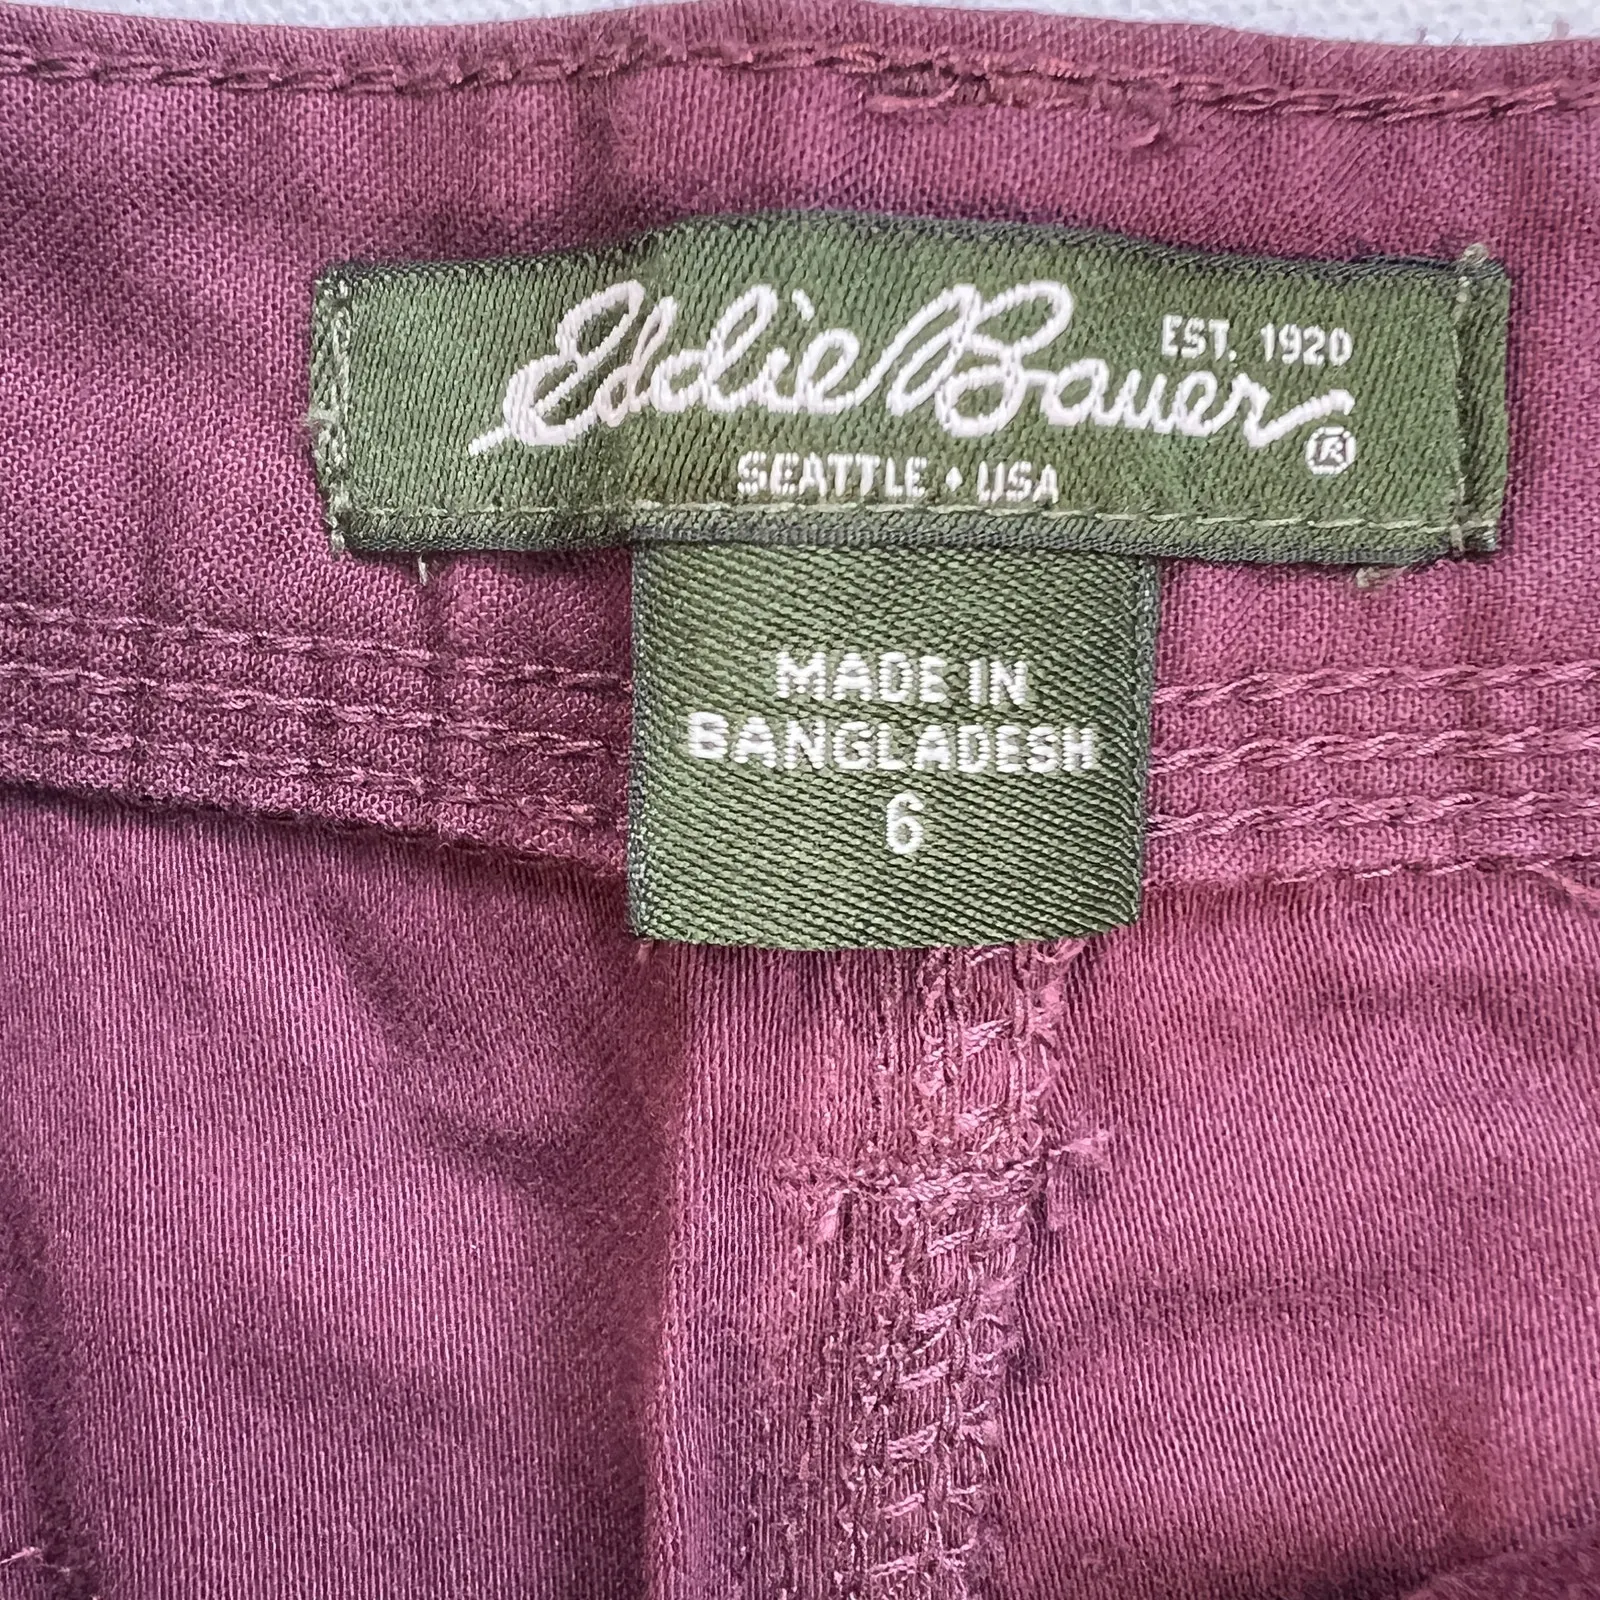 Eddie Bauer
EST. 1920
®
SEATTLE • USA
MADE IN
BANGLADESH
6